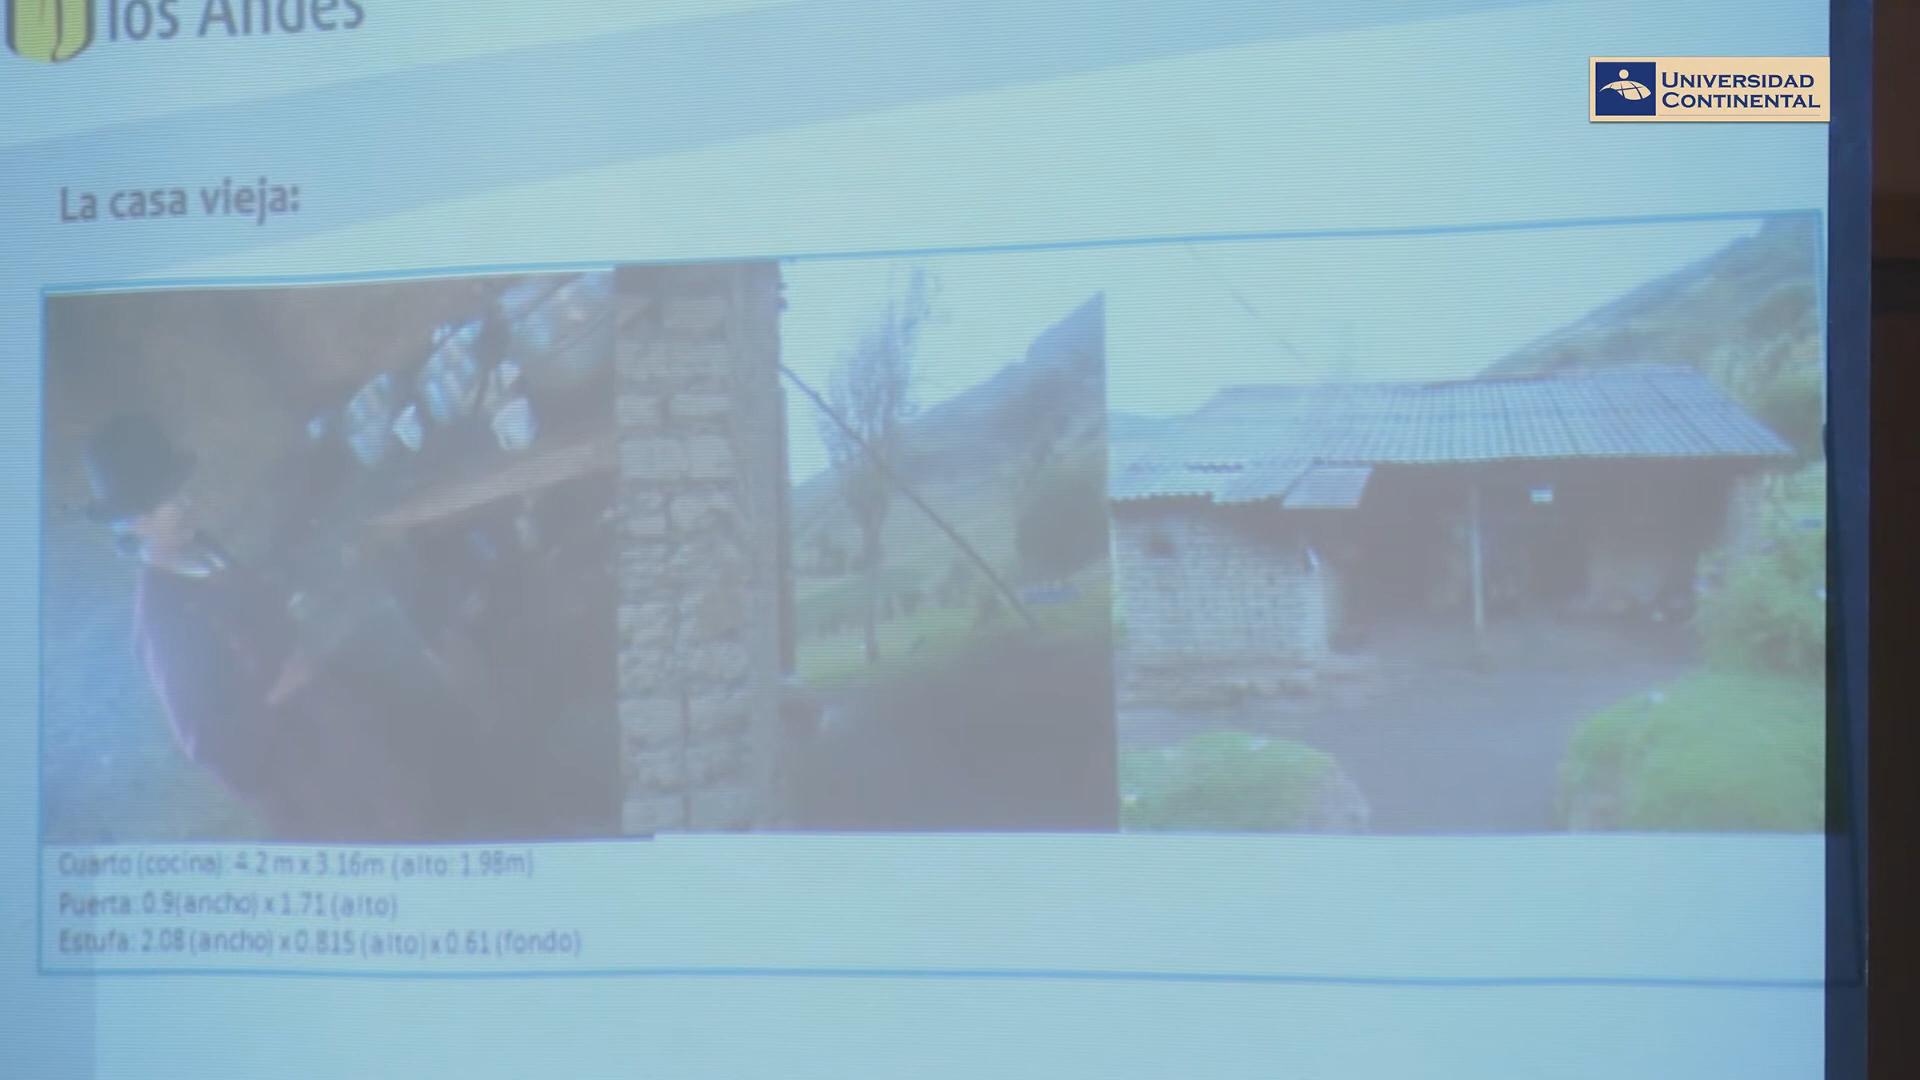 los Andes
UNIVERSIDAD
CONTINENTAL
La casa vieja:
Cuarto (cocina): 4.2 m x 3.16m (alto: 1.98m)
Puerta: 0.9(ancho) x 1.71 (alto)
Estufa: 2.08 (ancho) x 0.815 (alto) x 0.61 (fondo)